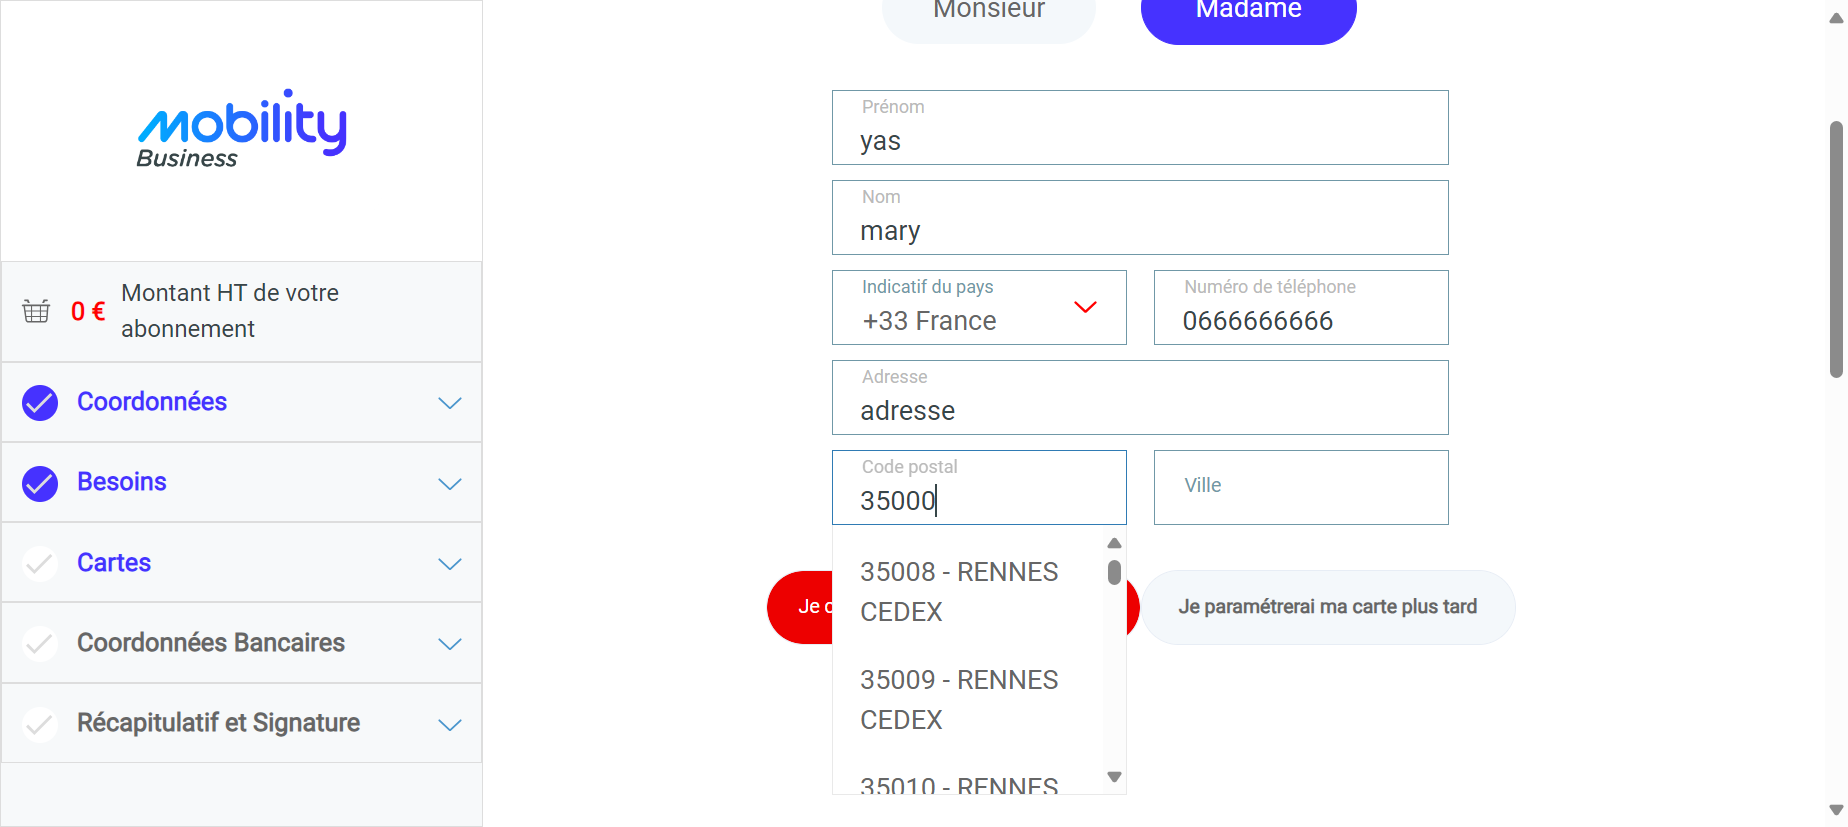 Monsieur
Madame
mobility
Business
0 €
Montant HT de votre
abonnement
Coordonnées
Besoins
Cartes
Coordonnées Bancaires
Récapitulatif et Signature
Prénom
yas
Nom
mary
Indicatif du pays
+33 France
Numéro de téléphone
0666666666
Adresse
adresse
Code postal
35000
Ville
35008 - RENNES
CEDEX
35009 - RENNES
CEDEX
35010 - RENNES
Je
Je paramétrerai ma carte plus tard